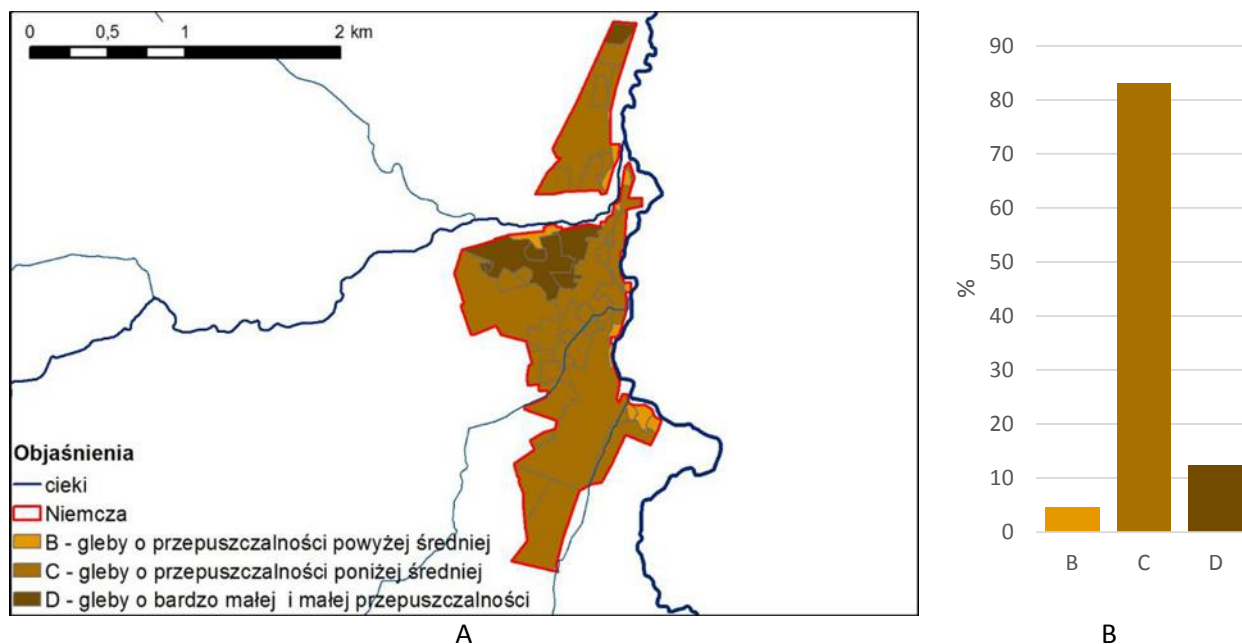 0 0,5 1 2 km
Objaśnienia
cieki
Niemcza
B - gleby o przepuszczalności powyżej średniej
C - gleby o przepuszczalności poniżej średniej
D - gleby o bardzo małej i małej przepuszczalności
A
90
80
70
60
50
40
30
20
10
0
%
B C D
B